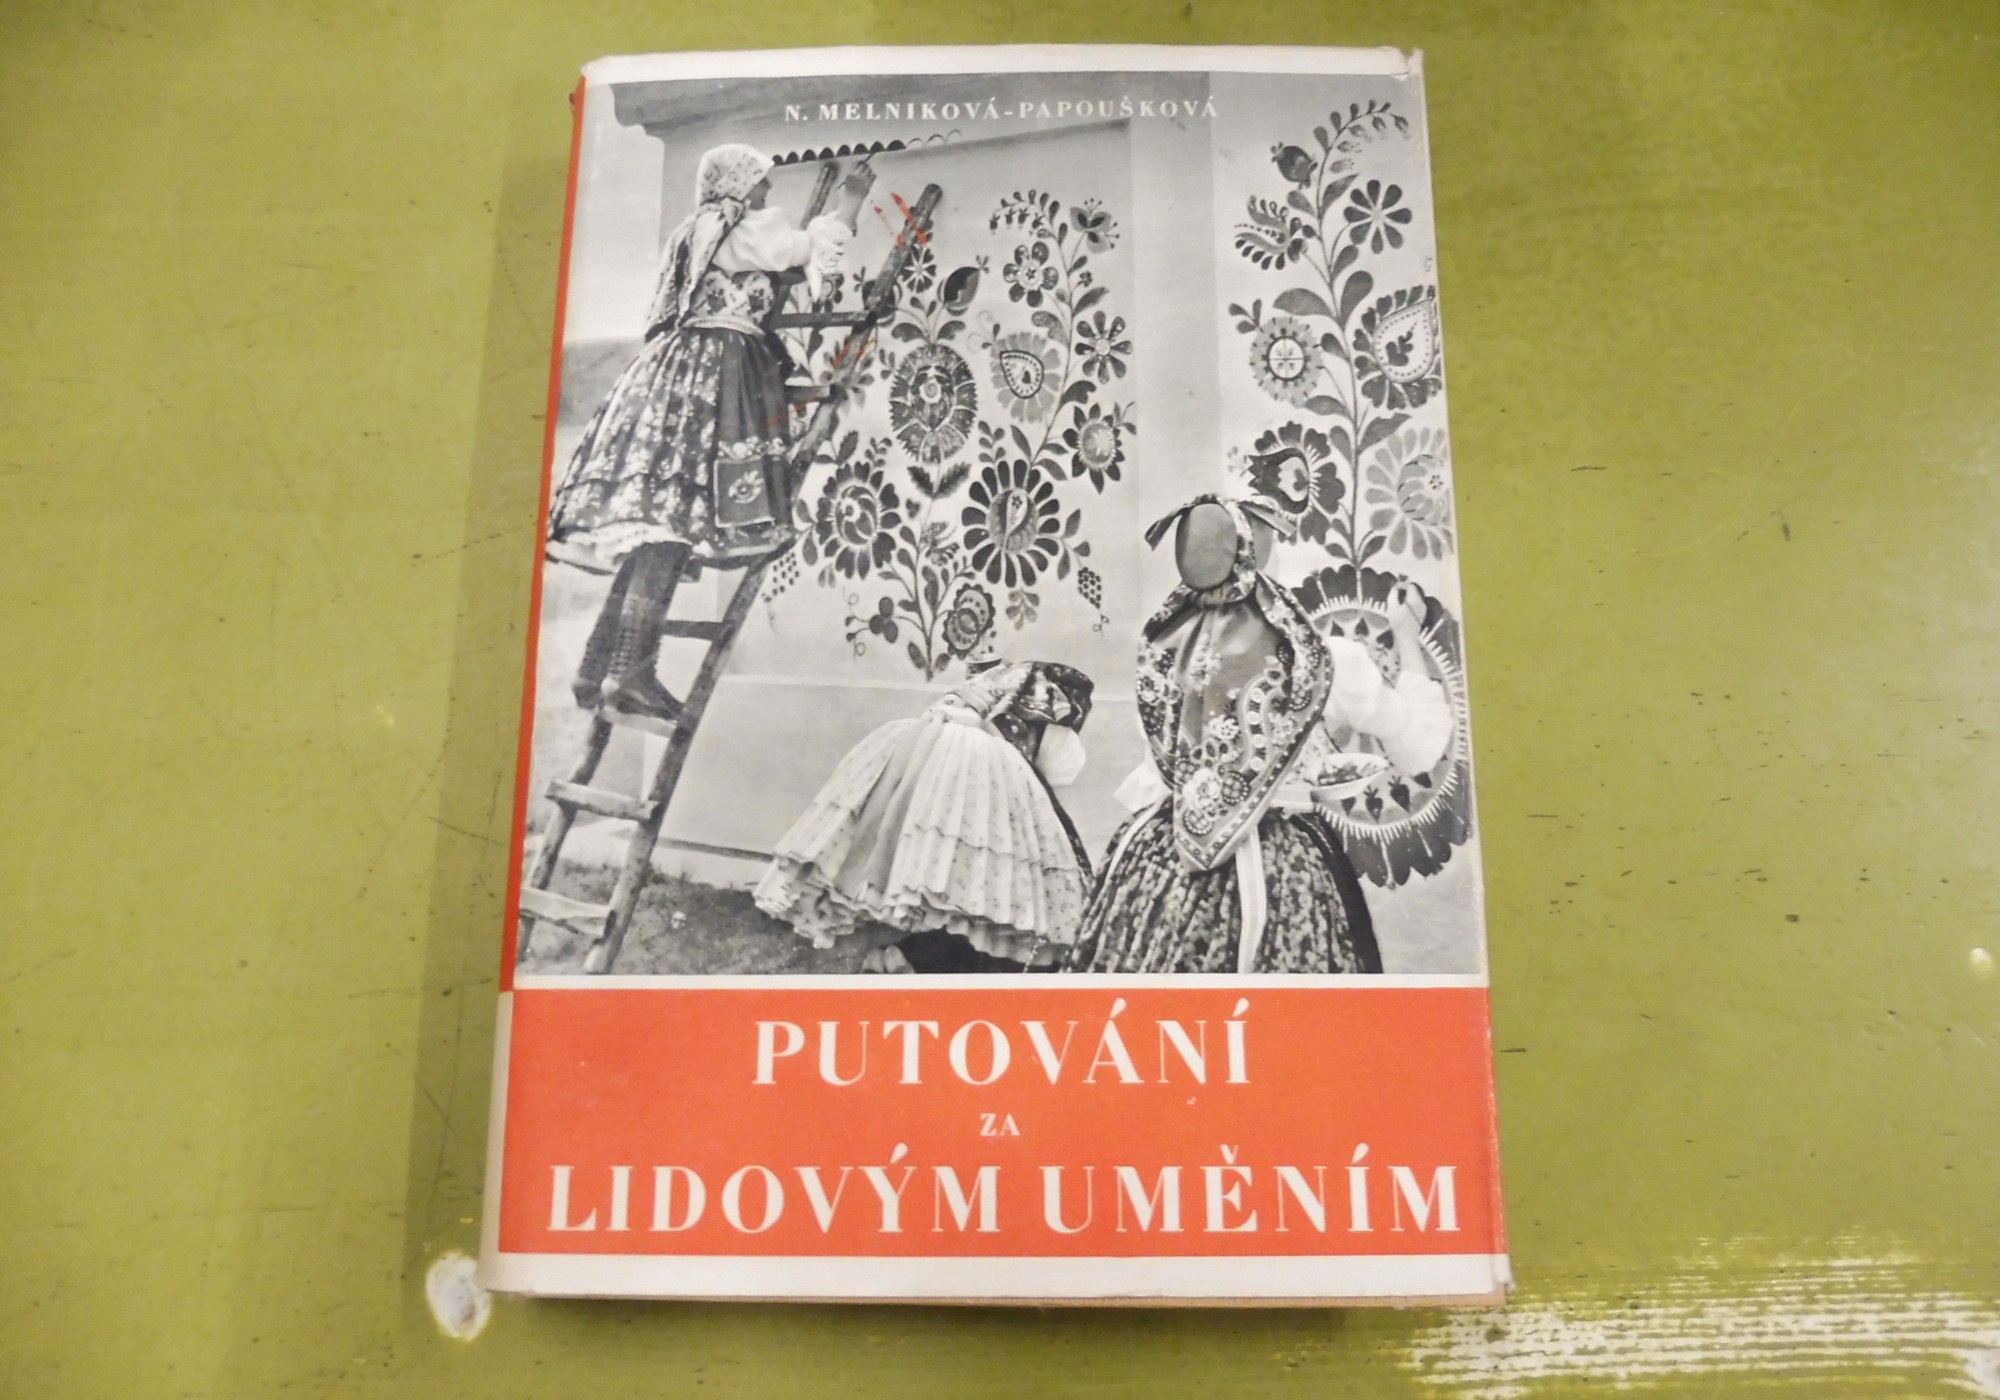 N. MELNIKOVÁ-PAPOUŠKOVÁ
PUTOVÁNÍ
ZA
LIDOVÝM UMĚNÍM